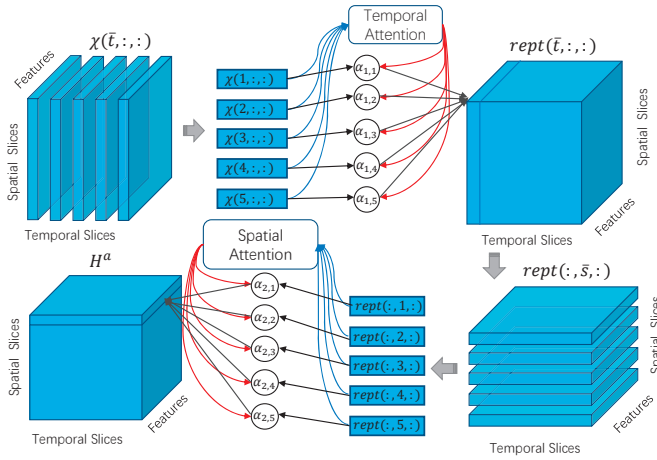 χ(t̄,:,:)
Features
Spatial Slices
Temporal Slices
χ(1,:,:)
χ(2,:,:)
χ(3,:,:)
χ(4,:,:)
χ(5,:,:)
Temporal
Attention
α1,1
α1,2
α1,3
α1,4
α1,5
rept(t̄,:,:)
Spatial Slices
Features
Temporal Slices
rept(:,s̄,:)
Spatial Slices
Features
Temporal Slices
rept(:,1,:)
rept(:,2,:)
rept(:,3,:)
rept(:,4,:)
rept(:,5,:)
Spatial
Attention
α2,1
α2,2
α2,3
α2,4
α2,5
Hᵃ
Spatial Slices
Features
Temporal Slices